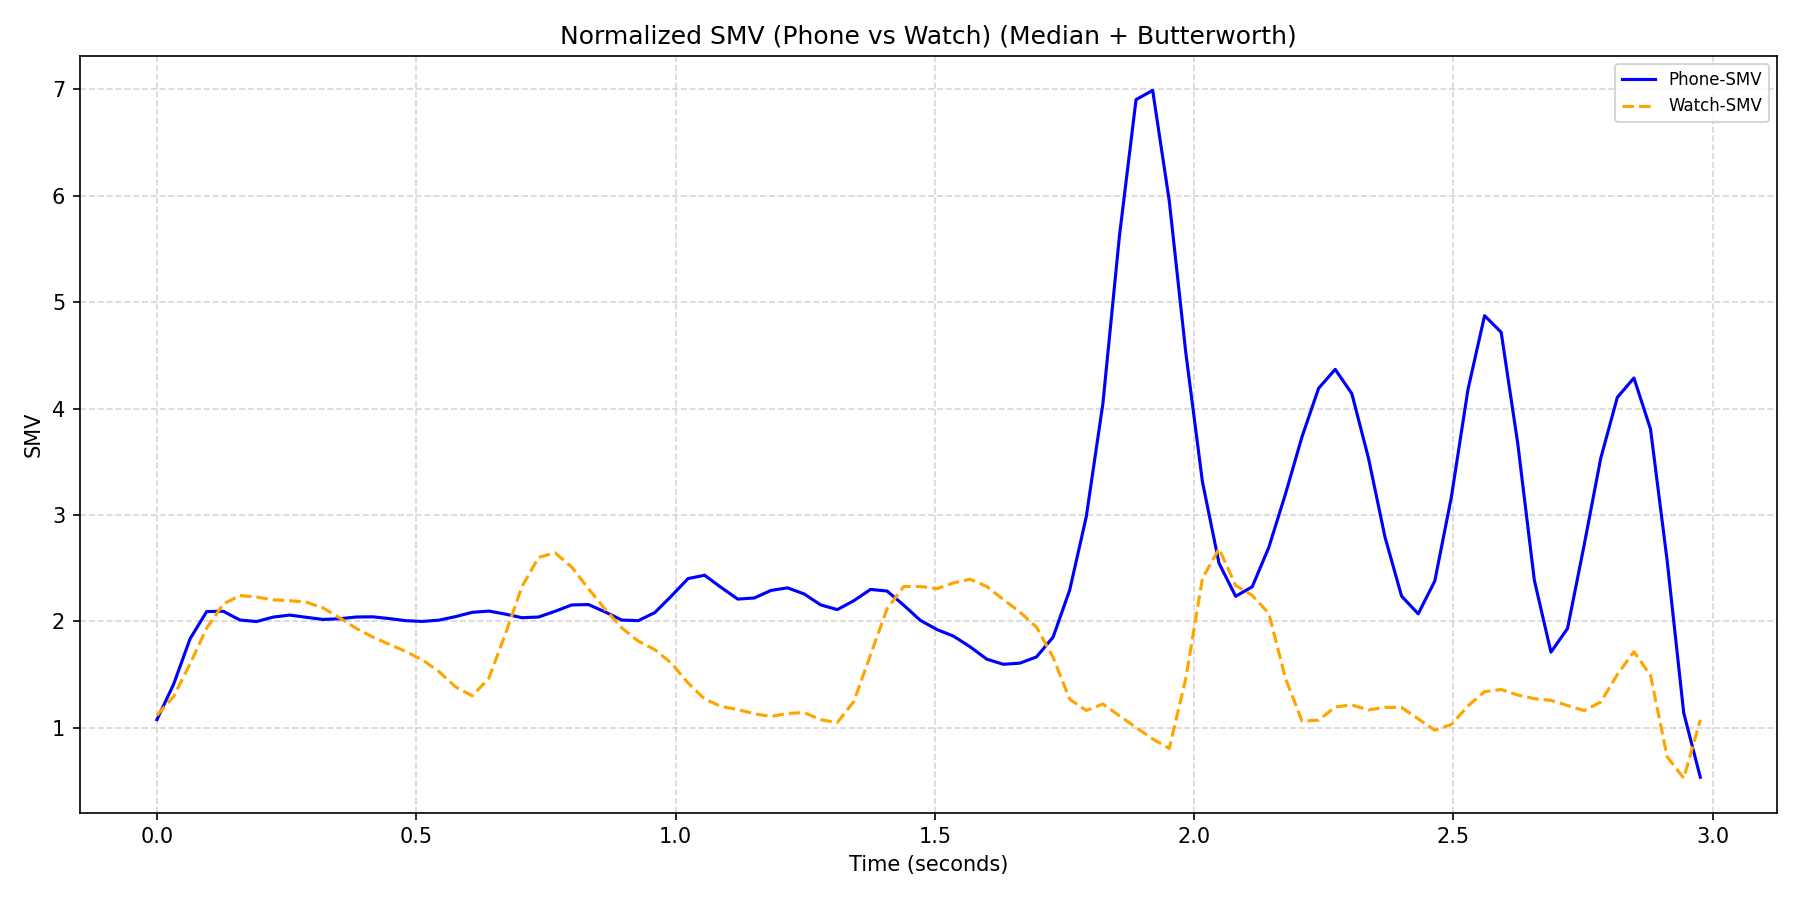 Normalized SMV (Phone vs Watch) (Median + Butterworth)
Phone-SMV
Watch-SMV
7
6
5
4
3
2
1
SMV
0.0 0.5 1.0 1.5 2.0 2.5 3.0
Time (seconds)